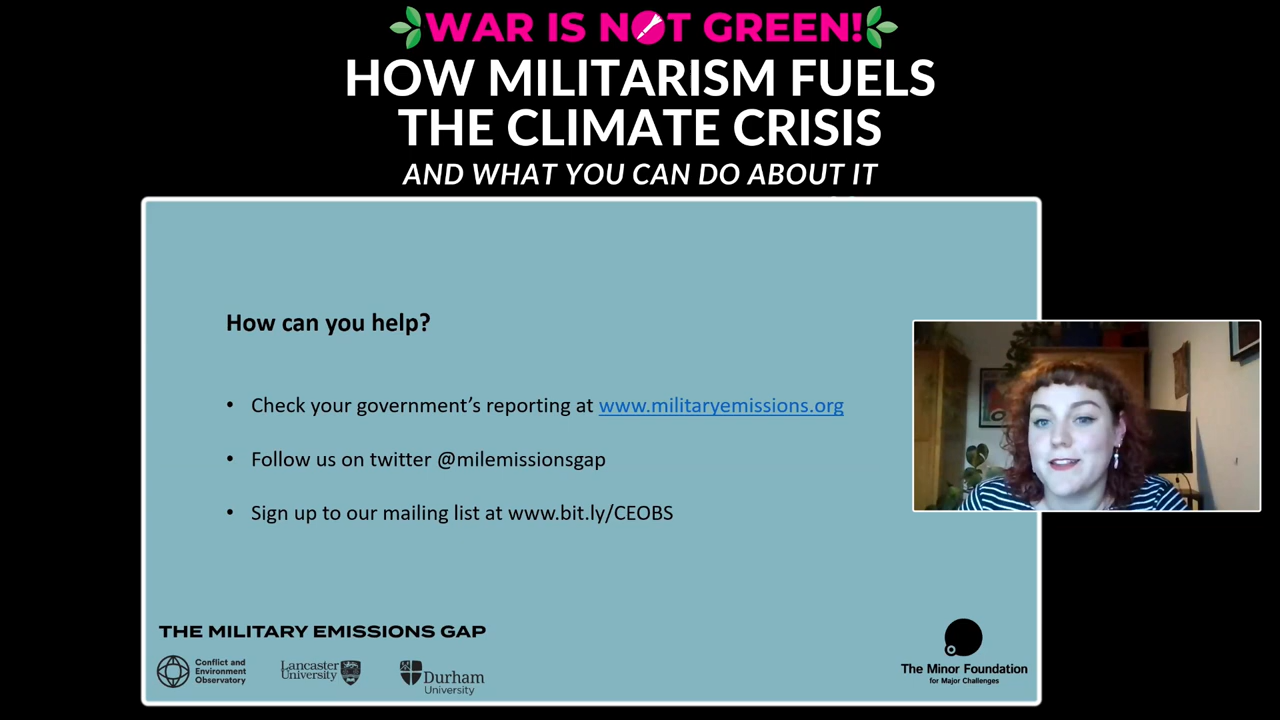 WAR IS NOT GREEN!
HOW MILITARISM FUELS
THE CLIMATE CRISIS
AND WHAT YOU CAN DO ABOUT IT
How can you help?
• Check your government's reporting at www.militaryemissions.org
• Follow us on twitter @milemissionsgap
• Sign up to our mailing list at www.bit.ly/CEOBS
THE MILITARY EMISSIONS GAP
Conflict and
Environment
Observatory
Lancaster
University
Durham
University
The Minor Foundation
for Major Challenges